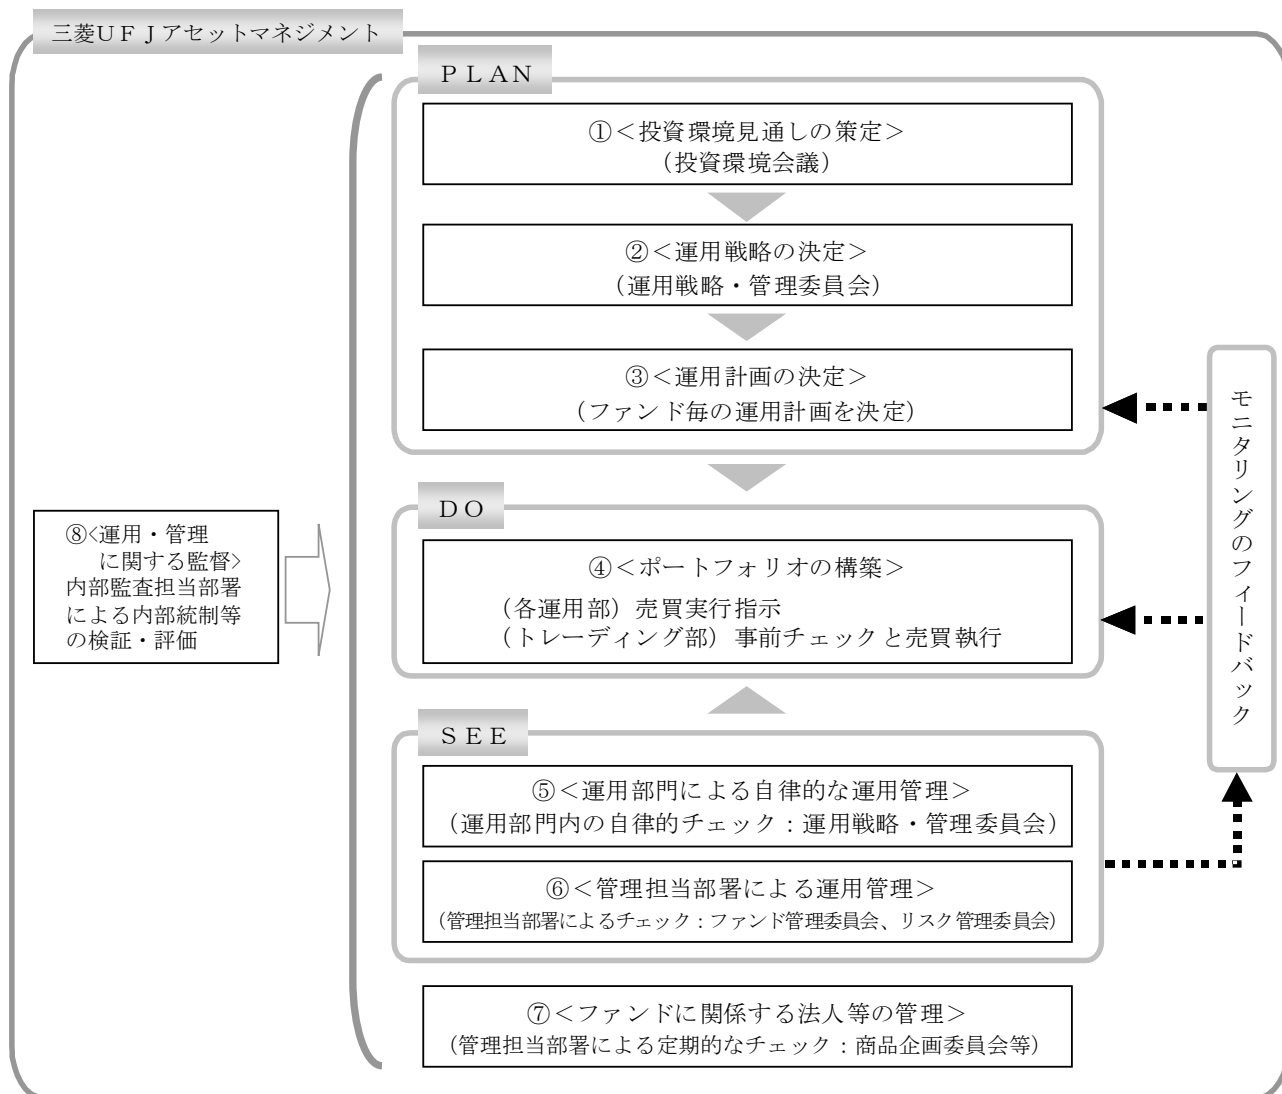 三菱ＵＦＪアセットマネジメント
ＰＬＡＮ
①＜投資環境見通しの策定＞
（投資環境会議）
②＜運用戦略の決定＞
（運用戦略・管理委員会）
③＜運用計画の決定＞
（ファンド毎の運用計画を決定）
ＤＯ
④＜ポートフォリオの構築＞
（各運用部）売買実行指示
（トレーディング部）事前チェックと売買執行
ＳＥＥ
⑤＜運用部門による自律的な運用管理＞
（運用部門内の自律的チェック：運用戦略・管理委員会）
⑥＜管理担当部署による運用管理＞
（管理担当部署によるチェック：ファンド管理委員会、リスク管理委員会）
⑦＜ファンドに関係する法人等の管理＞
（管理担当部署による定期的なチェック：商品企画委員会等）
⑧<運用・管理
に関する監督>
内部監査担当部署
による内部統制等
の検証・評価
モニタリングのフィードバック